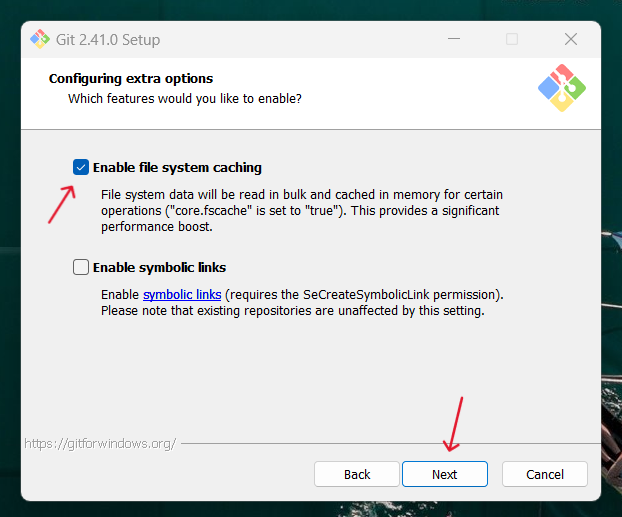 Git 2.41.0 Setup
Configuring extra options
Which features would you like to enable?
Enable file system caching
File system data will be read in bulk and cached in memory for certain
operations ("core.fscache" is set to "true"). This provides a significant
performance boost.
Enable symbolic links
Enable symbolic links (requires the SeCreateSymbolicLink permission).
Please note that existing repositories are unaffected by this setting.
https://gitforwindows.org/
Back
Next
Cancel